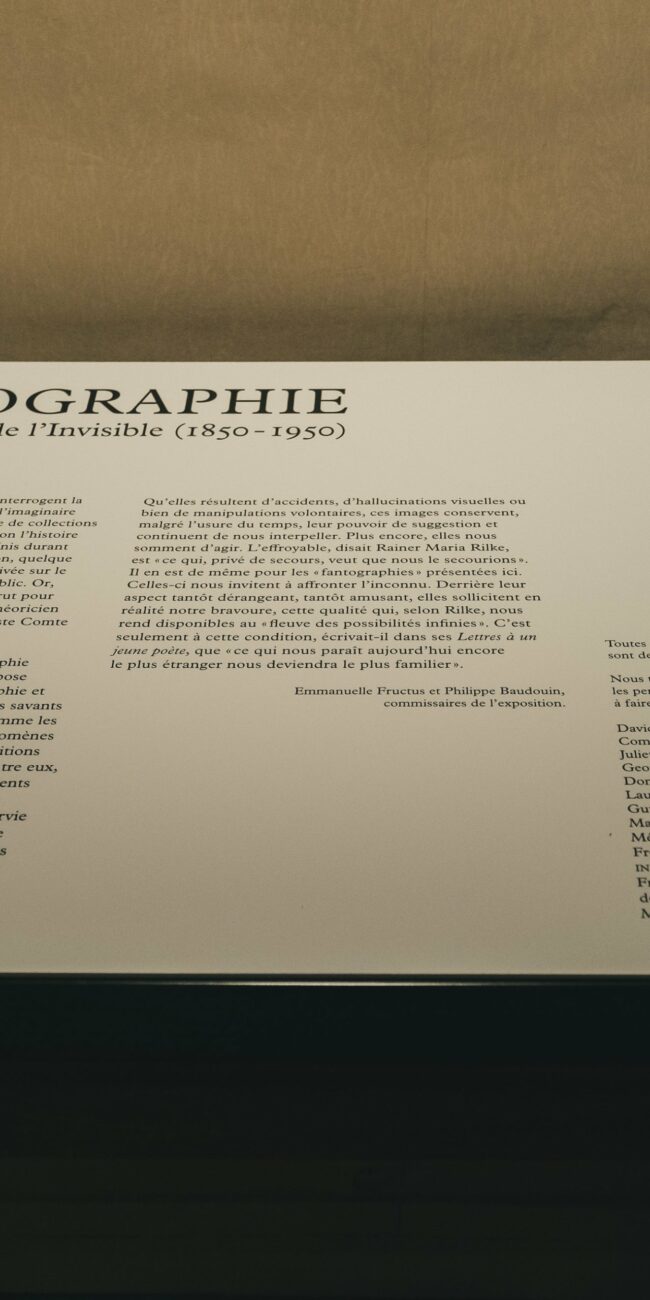 OGRAPHIE
de l'Invisible (1850-1950)
nterrogent la
l'imaginaire
e de collections
on l'histoire
nis durant
en, quelque
ivée sur le
blic. Or,
rut pour
néoricien
ste Comte
phie
pose
phie et
s savants
mme les
omènes
itions
tre eux,
ents
rvie
e
s
Qu'elles résultent d'accidents, d'hallucinations visuelles ou
bien de manipulations volontaires, ces images conservent,
malgré l'usure du temps, leur pouvoir de suggestion et
continuent de nous interpeller. Plus encore, elles nous
somment d'agir. L'effroyable, disait Rainer Maria Rilke,
est « ce qui, privé de secours, veut que nous le secourions ».
Il en est de même pour les « fantographies » présentées ici.
Celles-ci nous invitent à affronter l'inconnu. Derrière leur
aspect tantôt dérangeant, tantôt amusant, elles sollicitent en
réalité notre bravoure, cette qualité qui, selon Rilke, nous
rend disponibles au « fleuve des possibilités infinies ». C'est
seulement à cette condition, écrivait-il dans ses Lettres à un
jeune poète, que « ce qui nous paraît aujourd'hui encore
le plus étranger nous deviendra le plus familier ».
Emmanuelle Fructus et Philippe Baudouin,
commissaires de l'exposition.
Toutes
sont de
Nous
les per
à faire
David
Com
Julie
Geo
Dor
Lau
Gu
Ma
Mé
Fr
IN
Fr
de
M